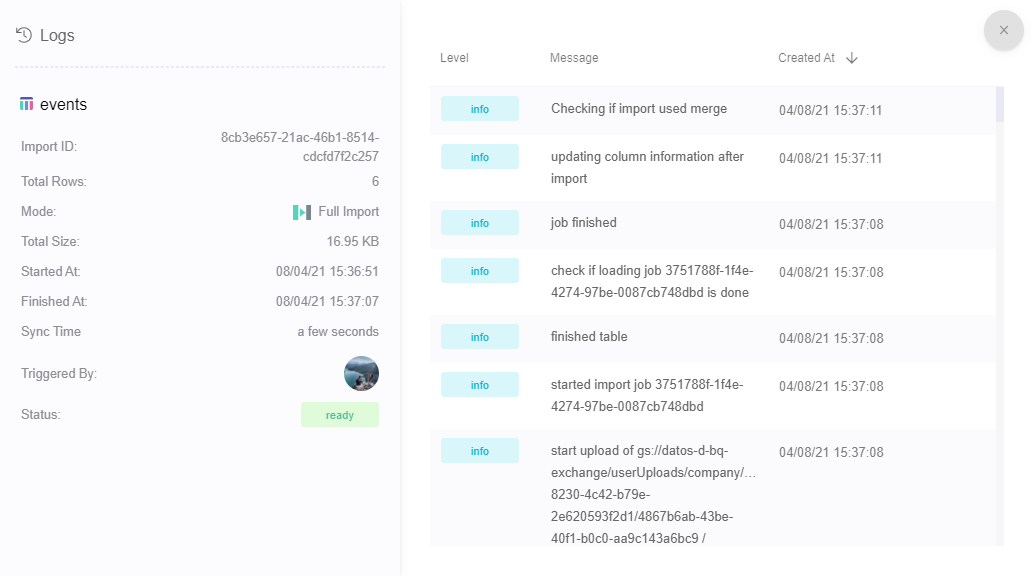 Logs
events
Import ID:
8cb3e657-21ac-46b1-8514-
cdcfd7f2c257
Total Rows:
6
Mode:
Full Import
Total Size:
16.95 KB
Started At:
08/04/21 15:36:51
Finished At:
08/04/21 15:37:07
Sync Time
a few seconds
Triggered By:
Status:
ready
Level
Message
Created At
info
Checking if import used merge
04/08/21 15:37:11
info
updating column information after
import
04/08/21 15:37:11
info
job finished
04/08/21 15:37:08
info
check if loading job 3751788f-1f4e-
4274-97be-0087cb748dbd is done
04/08/21 15:37:08
info
finished table
04/08/21 15:37:08
info
started import job 3751788f-1f4e-
4274-97be-0087cb748dbd
04/08/21 15:37:08
info
start upload of gs://datos-d-bq-
exchange/userUploads/company/…
8230-4c42-b79e-
2e620593f2d1/4867b6ab-43be-
40f1-b0c0-aa9c143a6bc9 /
04/08/21 15:37:08